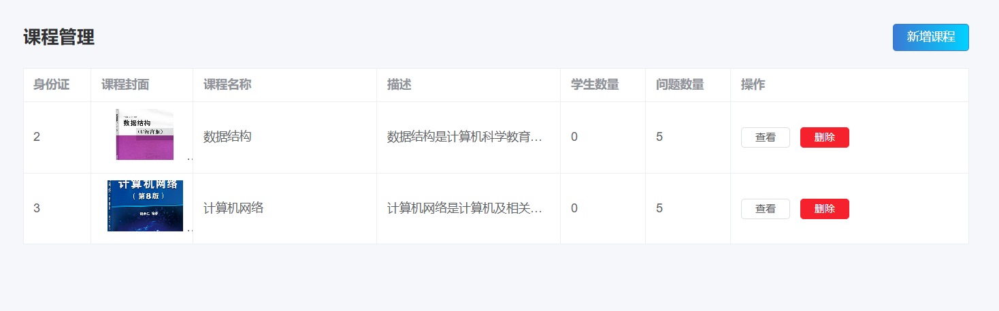 课程管理
新增课程
身份证 课程封面 课程名称 描述 学生数量 问题数量 操作
数据结构
（C语言版）
2 数据结构 数据结构是计算机科学教育… 0 5 查看 删除
计算机网络
（第8版）
3 计算机网络 计算机网络是计算机及相关… 0 5 查看 删除